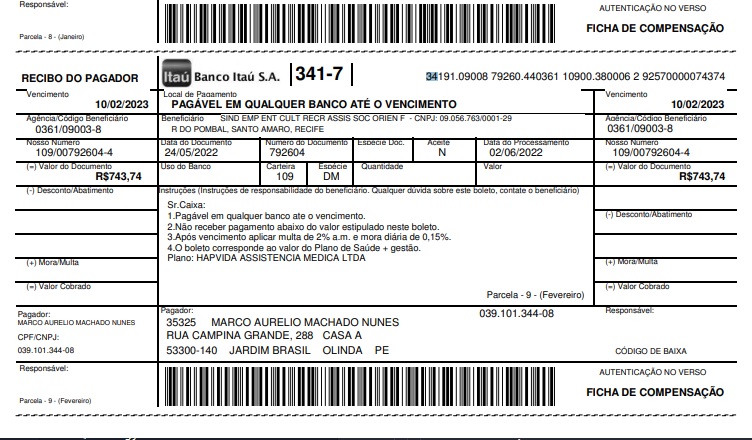 Responsável:
AUTENTICAÇÃO NO VERSO
FICHA DE COMPENSAÇÃO
Parcela - 8 - (Janeiro)
RECIBO DO PAGADOR
Itaú Banco Itaú S.A. 341-7 34191.09008 79260.440361 10900.380006 2 92570000074374
Vencimento Local de Pagamento Vencimento
10/02/2023 PAGÁVEL EM QUALQUER BANCO ATÉ O VENCIMENTO 10/02/2023
Agência/Código Beneficiário Beneficiário SIND EMP ENT CULT RECR ASSIS SOC ORIEN F - CNPJ: 09.056.763/0001-29 Agência/Código Beneficiário
0361/09003-8 R DO POMBAL, SANTO AMARO, RECIFE 0361/09003-8
Nosso Número Data do Documento Número do Documento Espécie Doc. Aceite Data do Processamento Nosso Número
109/00792604-4 24/05/2022 792604 N 02/06/2022 109/00792604-4
(=) Valor do Documento Uso do Banco Carteira Espécie Quantidade Valor (=) Valor do Documento
R$743,74 109 DM R$743,74
(-) Desconto/Abatimento Instruções (Instruções de responsabilidade do beneficiário. Qualquer dúvida sobre este boleto, contate o beneficiário)
Sr.Caixa:
1.Pagável em qualquer banco ate o vencimento.
(-) Desconto/Abatimento
2.Não receber pagamento abaixo do valor estipulado neste boleto.
3.Após vencimento aplicar multa de 2% a.m. e mora diária de 0,15%.
4.O boleto corresponde ao valor do Plano de Saúde + gestão.
Plano: HAPVIDA ASSISTENCIA MEDICA LTDA
(+) Mora/Multa (+) Mora/Multa
(=) Valor Cobrado (=) Valor Cobrado
Parcela - 9 - (Fevereiro)
Pagador: Pagador: 039.101.344-08 Responsável:
MARCO AURELIO MACHADO NUNES 35325 MARCO AURELIO MACHADO NUNES
CPF/CNPJ: RUA CAMPINA GRANDE, 288 CASA A
039.101.344-08 53300-140 JARDIM BRASIL OLINDA PE CÓDIGO DE BAIXA
Responsável: AUTENTICAÇÃO NO VERSO
FICHA DE COMPENSAÇÃO
Parcela - 9 - (Fevereiro)